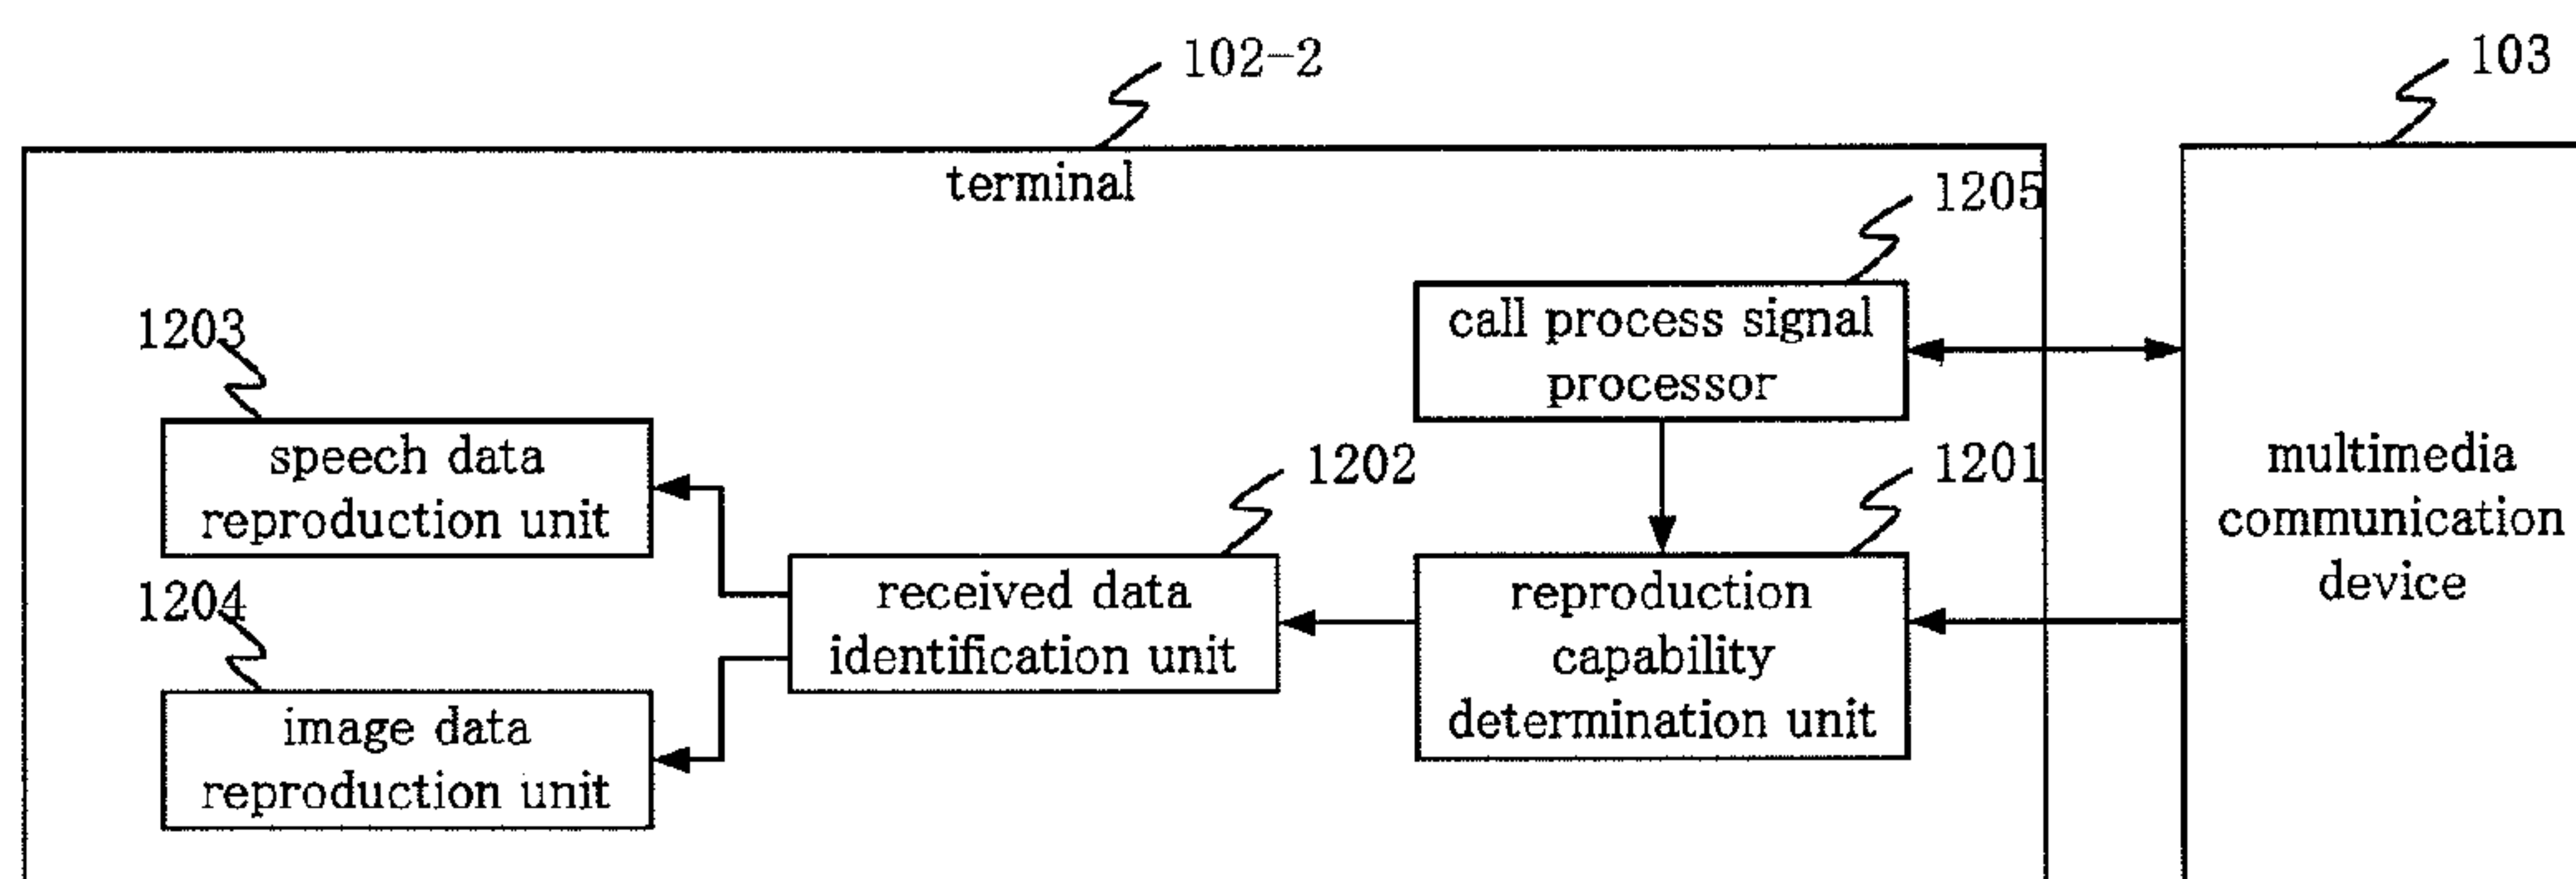 102-2
103
terminal
1205
call process signal
processor
1203
speech data
reproduction unit
1202
1201
received data
identification unit
reproduction
capability
determination unit
multimedia
communication
device
1204
image data
reproduction unit